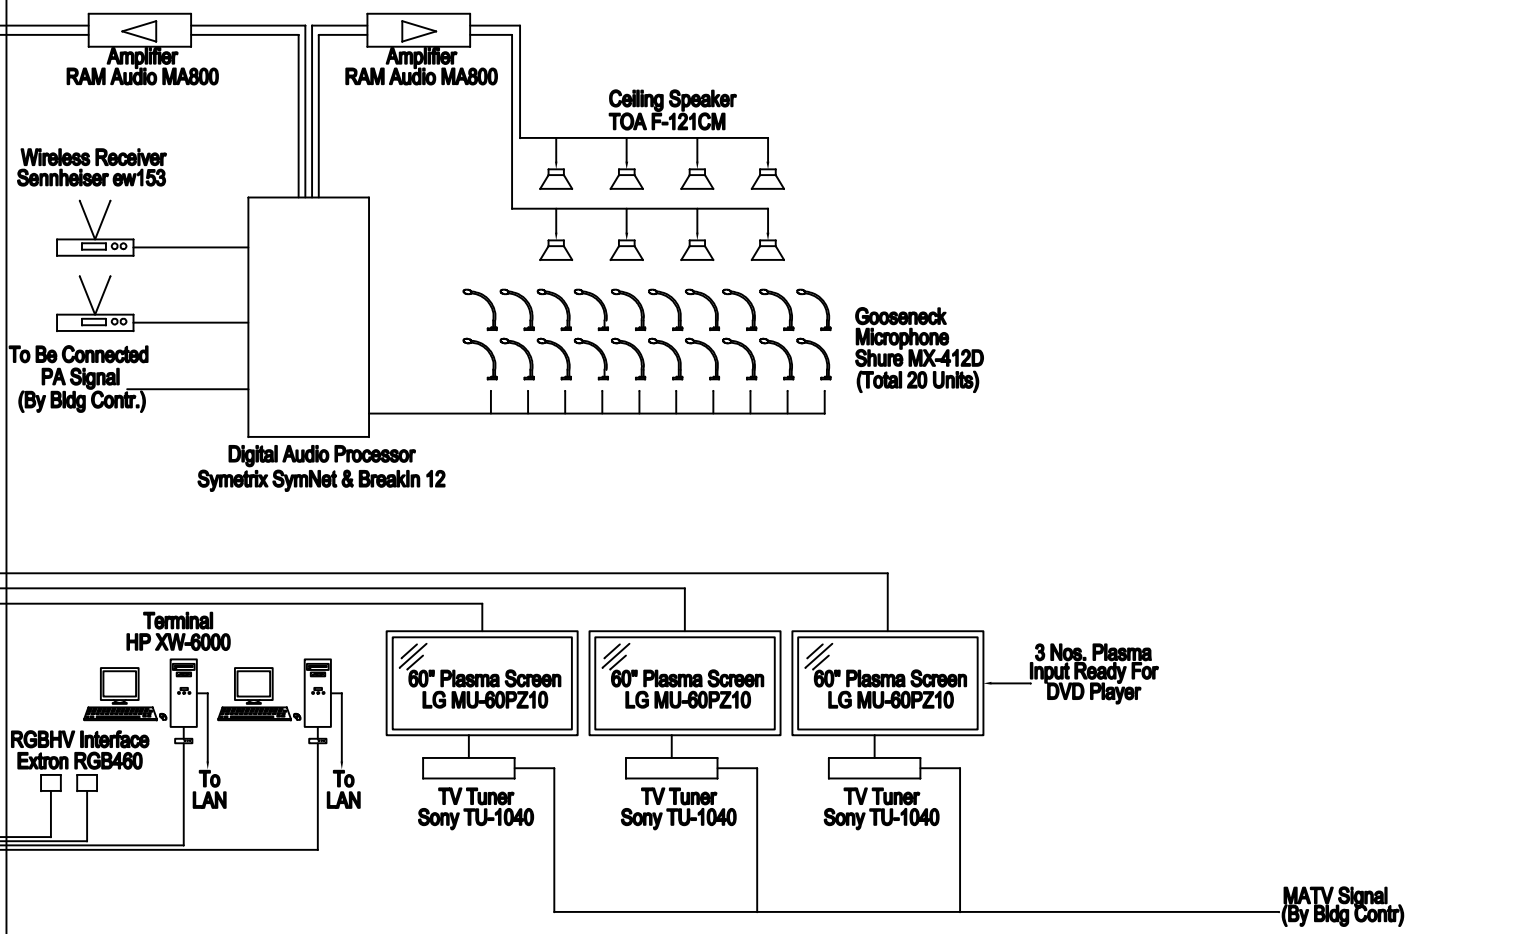 Amplifier
RAM Audio MA800
Amplifier
RAM Audio MA800
Ceiling Speaker
TOA F-121CM
Wireless Receiver
Sennheiser ew153
To Be Connected
PA Signal
(By Bldg Contr.)
Gooseneck
Microphone
Shure MX-412D
(Total 20 Units)
Digital Audio Processor
Symetrix SymNet & BreakIn 12
Terminal
HP XW-6000
RGBHV Interface
Extron RGB460
To
LAN
To
LAN
60" Plasma Screen
LG MU-60PZ10
60" Plasma Screen
LG MU-60PZ10
60" Plasma Screen
LG MU-60PZ10
3 Nos. Plasma
Input Ready For
DVD Player
TV Tuner
Sony TU-1040
TV Tuner
Sony TU-1040
TV Tuner
Sony TU-1040
MATV Signal
(By Bldg Contr)